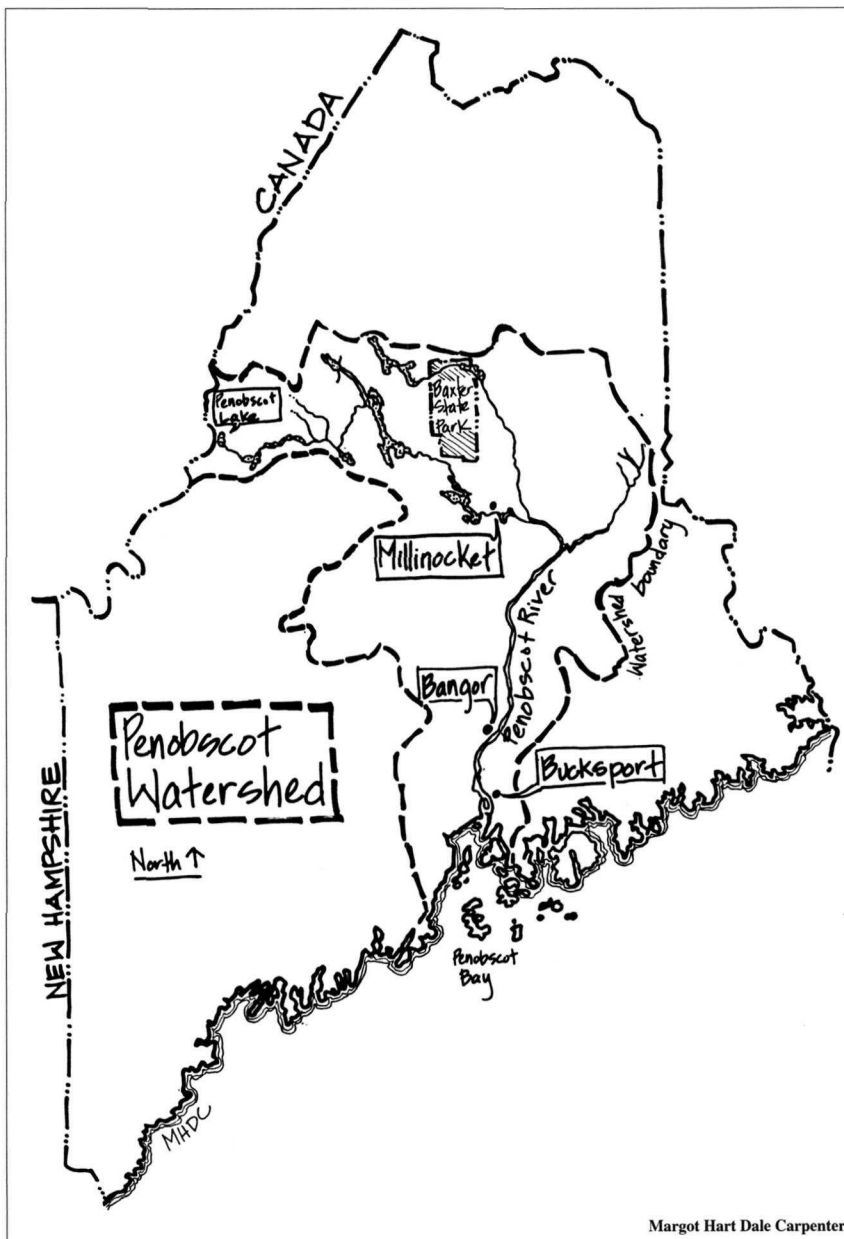 CANADA
Penobscot
Lake
Baxter
State
Park
Millinocket
Penobscot River
Watershed
boundary
Bangor
Bucksport
Penobscot
Watershed
North ↑
NEW HAMPSHIRE
Penobscot
Bay
MHDC
Margot Hart Dale Carpenter